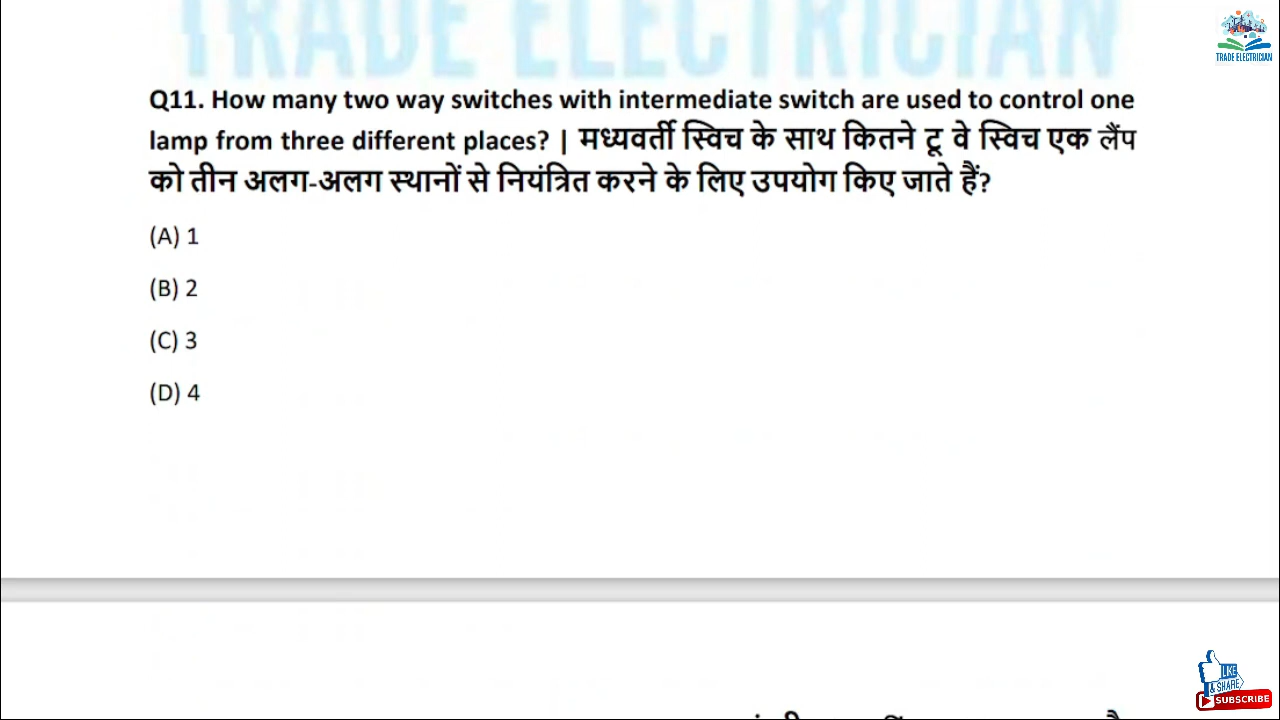 TRADE ELECTRICIAN
TRADE ELECTRICIAN
Q11. How many two way switches with intermediate switch are used to control one
lamp from three different places? | मध्यवर्ती स्विच के साथ कितने टू वे स्विच एक लैंप
को तीन अलग-अलग स्थानों से नियंत्रित करने के लिए उपयोग किए जाते हैं?
(A) 1
(B) 2
(C) 3
(D) 4
LIKE
& SHARE
SUBSCRIBE